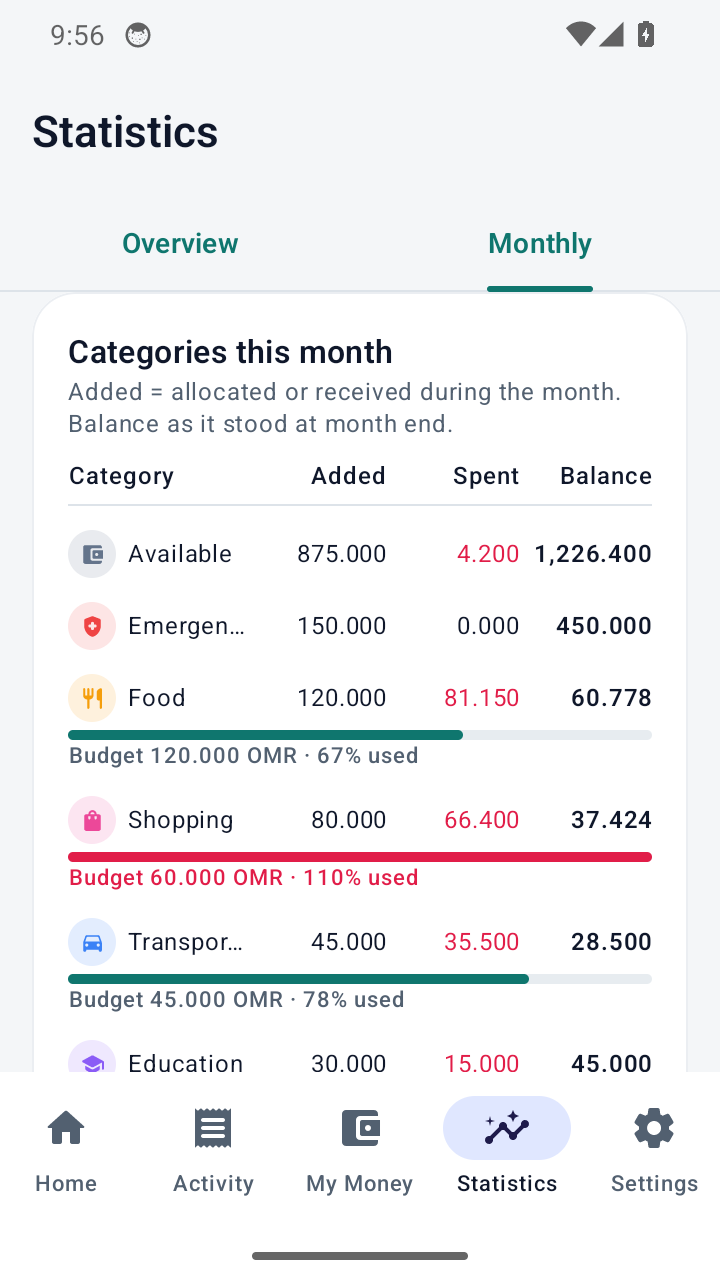 9:56
Statistics
Overview Monthly
Categories this month
Added = allocated or received during the month.
Balance as it stood at month end.
Category Added Spent Balance
Available 875.000 4.200 1,226.400
Emergen… 150.000 0.000 450.000
Food 120.000 81.150 60.778
Budget 120.000 OMR · 67% used
Shopping 80.000 66.400 37.424
Budget 60.000 OMR · 110% used
Transpor… 45.000 35.500 28.500
Budget 45.000 OMR · 78% used
Education 30.000 15.000 45.000
Home Activity My Money Statistics Settings